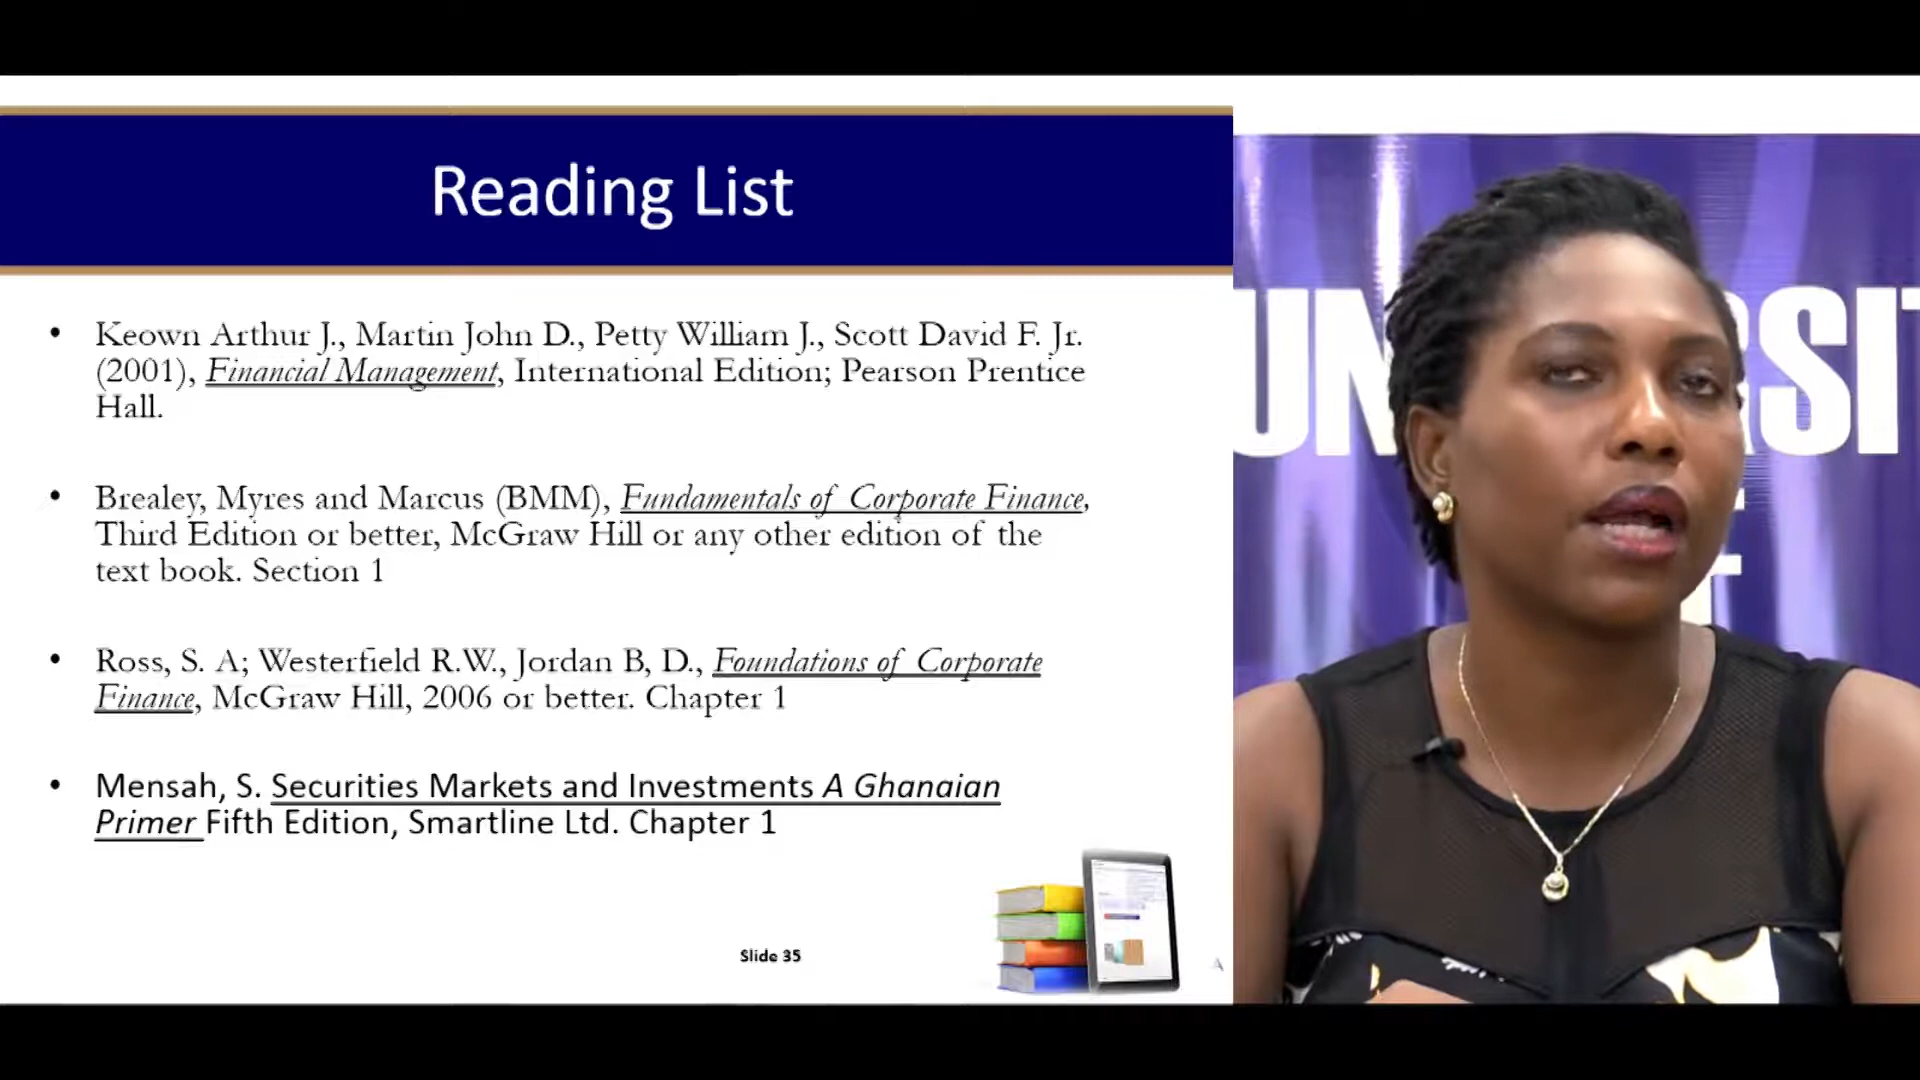 Reading List
• Keown Arthur J., Martin John D., Petty William J., Scott David F. Jr.
(2001), Financial Management, International Edition; Pearson Prentice
Hall.
• Brealey, Myres and Marcus (BMM), Fundamentals of Corporate Finance,
Third Edition or better, McGraw Hill or any other edition of the
text book. Section 1
• Ross, S. A; Westerfield R.W., Jordan B, D., Foundations of Corporate
Finance, McGraw Hill, 2006 or better. Chapter 1
• Mensah, S. Securities Markets and Investments A Ghanaian
Primer Fifth Edition, Smartline Ltd. Chapter 1
Slide 35
A